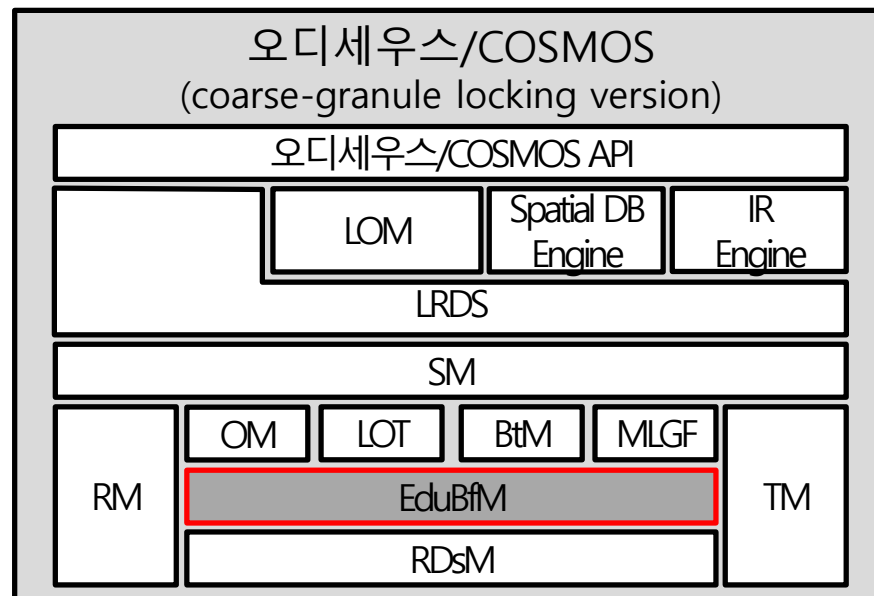 오디세우스/COSMOS
(coarse-granule locking version)
오디세우스/COSMOS API
LOM
Spatial DB
Engine
IR
Engine
LRDS
SM
OM
LOT
BtM
MLGF
RM
EduBfM
TM
RDsM